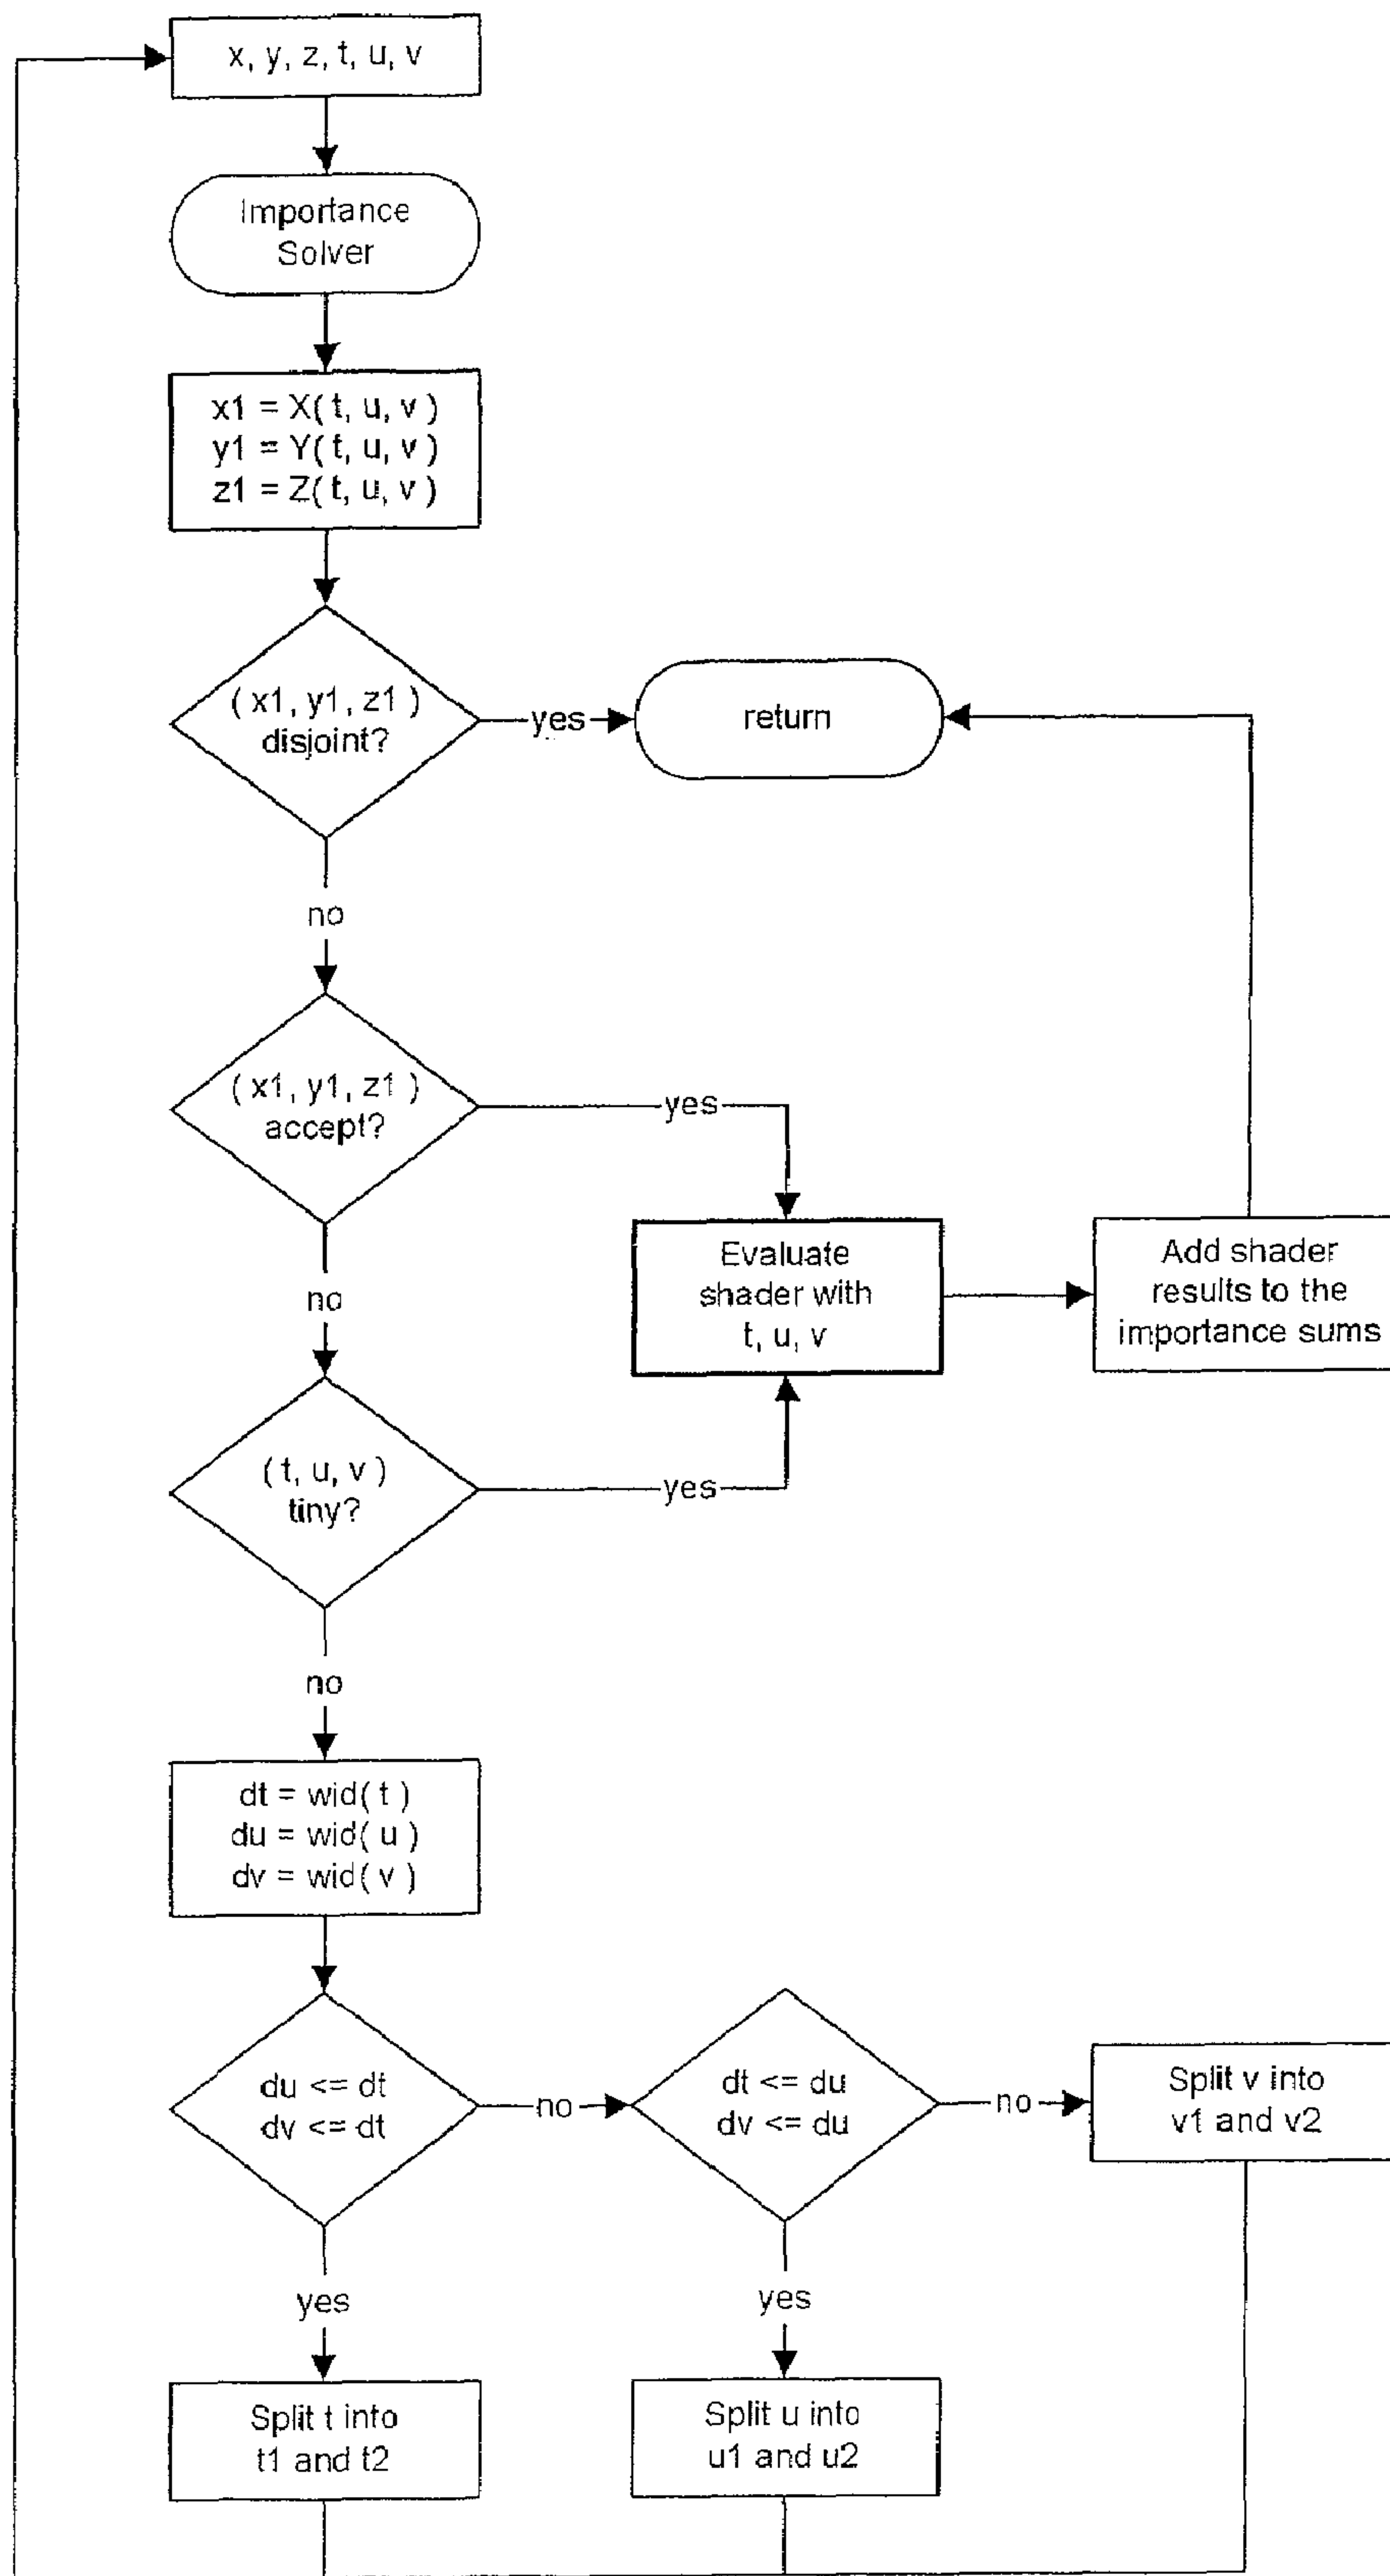 x, y, z, t, u, v
Importance
Solver
x1 = X( t, u, v )
y1 = Y( t, u, v )
z1 = Z( t, u, v )
( x1, y1, z1 )
disjoint?
yes
return
no
( x1, y1, z1 )
accept?
yes
Evaluate
shader with
t, u, v
Add shader
results to the
importance sums
no
( t, u, v )
tiny?
yes
no
dt = wid( t )
du = wid( u )
dv = wid( v )
du <= dt
dv <= dt
no
dt <= du
dv <= du
no
Split v into
v1 and v2
yes
yes
Split t into
t1 and t2
Split u into
u1 and u2